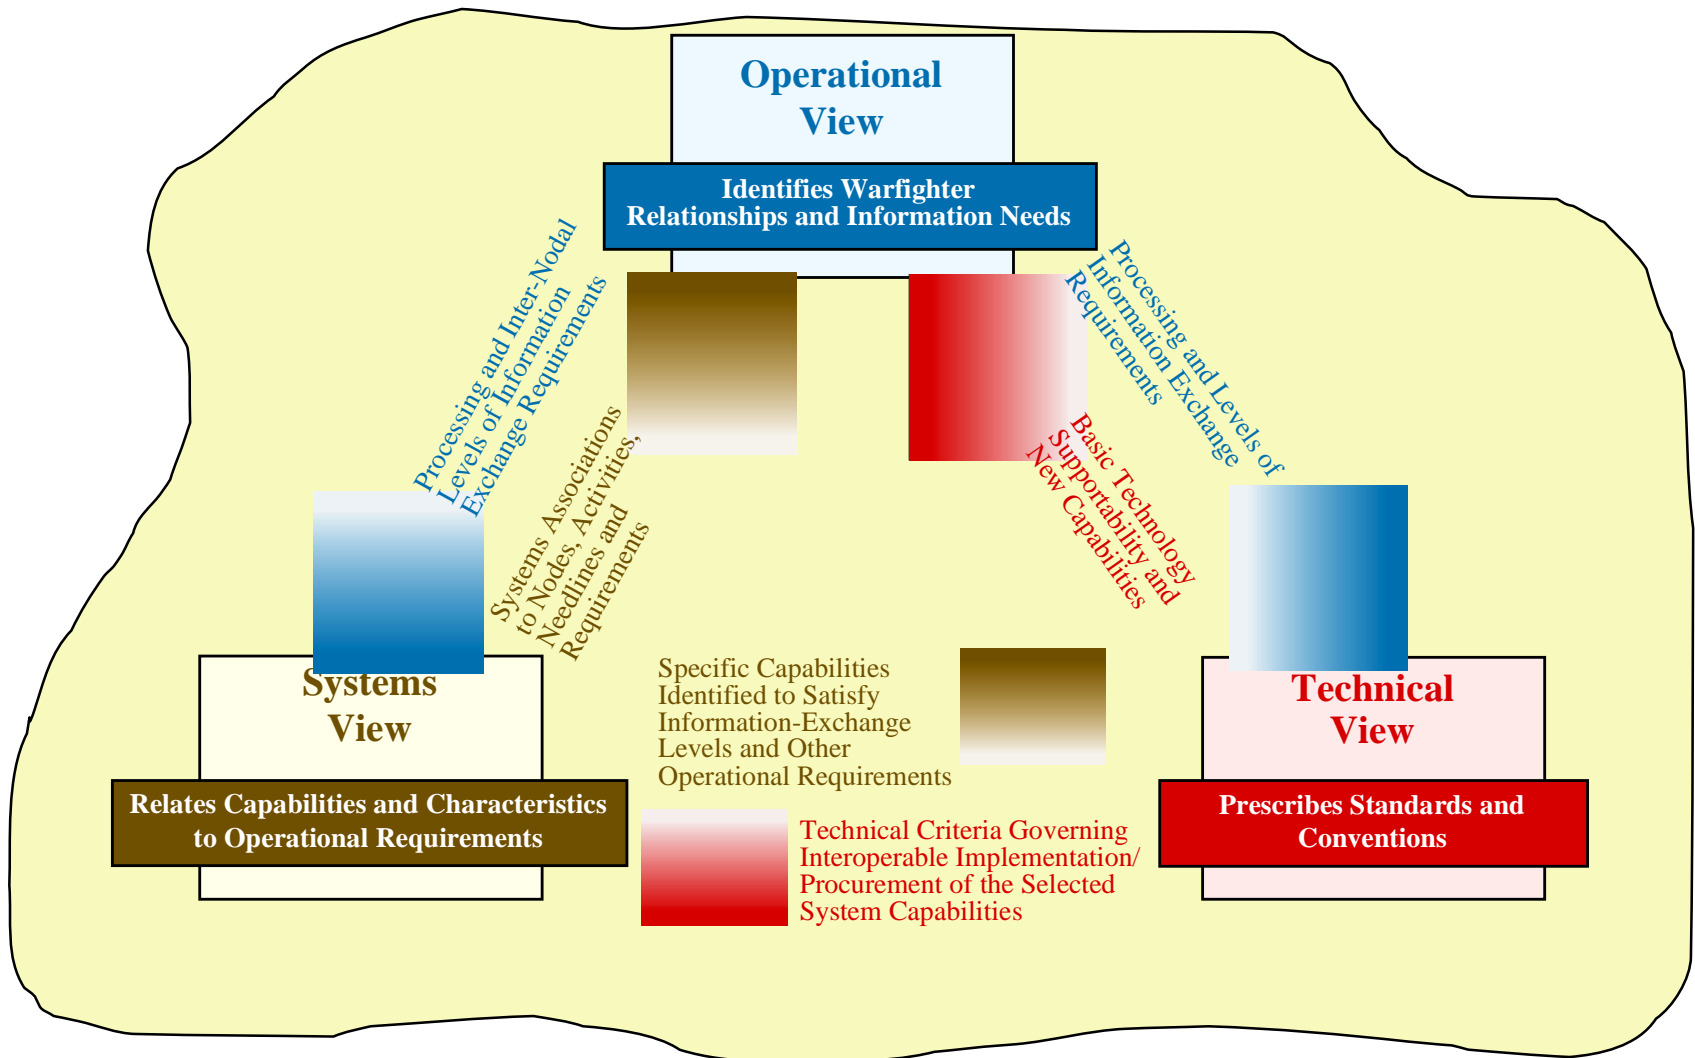 Operational
View
Identifies Warfighter
Relationships and Information Needs
Processing and Inter-Nodal
Levels of Information
Exchange Requirements
Systems Associations
to Nodes, Activities,
Needlines and
Requirements
Processing and Levels of
Information Exchange
Requirements
Basic Technology
Supportability and
New Capabilities
Systems
View
Relates Capabilities and Characteristics
to Operational Requirements
Specific Capabilities
Identified to Satisfy
Information-Exchange
Levels and Other
Operational Requirements
Technical Criteria Governing
Interoperable Implementation/
Procurement of the Selected
System Capabilities
Technical
View
Prescribes Standards and
Conventions